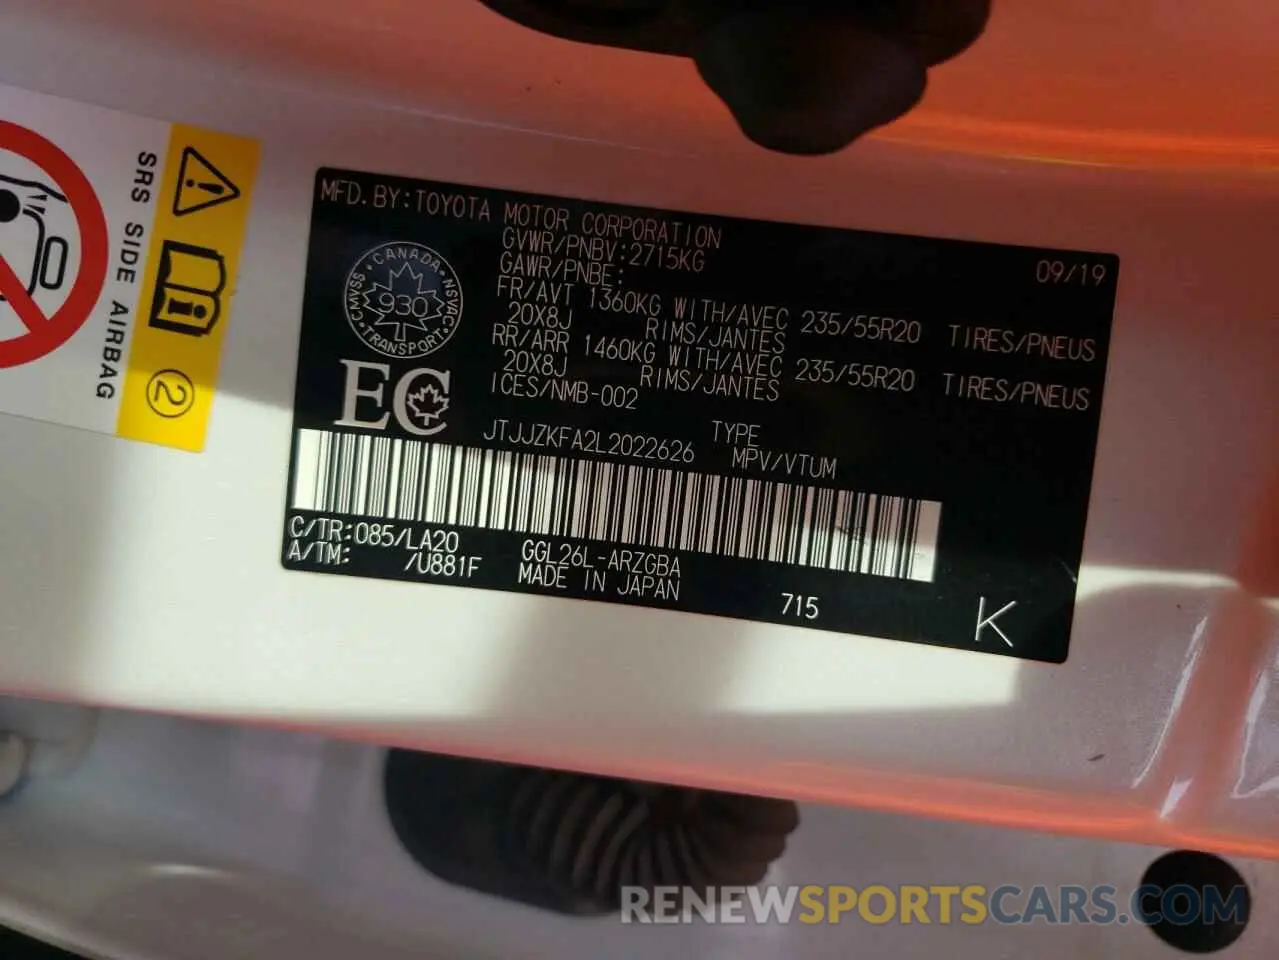 MFD. BY: TOYOTA MOTOR CORPORATION 09/19
GVWR/PNBV: 2715KG
GAWR/PNBE:
FR/AVT 1360KG WITH/AVEC 235/55R20 TIRES/PNEUS
20X8J RIMS/JANTES
RR/ARR 1460KG WITH/AVEC 235/55R20 TIRES/PNEUS
20X8J RIMS/JANTES
ICES/NMB-002
CANADA
CMVSS 930 NSVAC
TRANSPORT
EC
JTJJZKFA2L2022626 TYPE
MPV/VTUM
C/TR: 085/LA20 GGL26L-ARZGBA
A/TM: /U881F MADE IN JAPAN
715 K
SRS SIDE AIRBAG
2
RENEWSPORTSCARS.COM